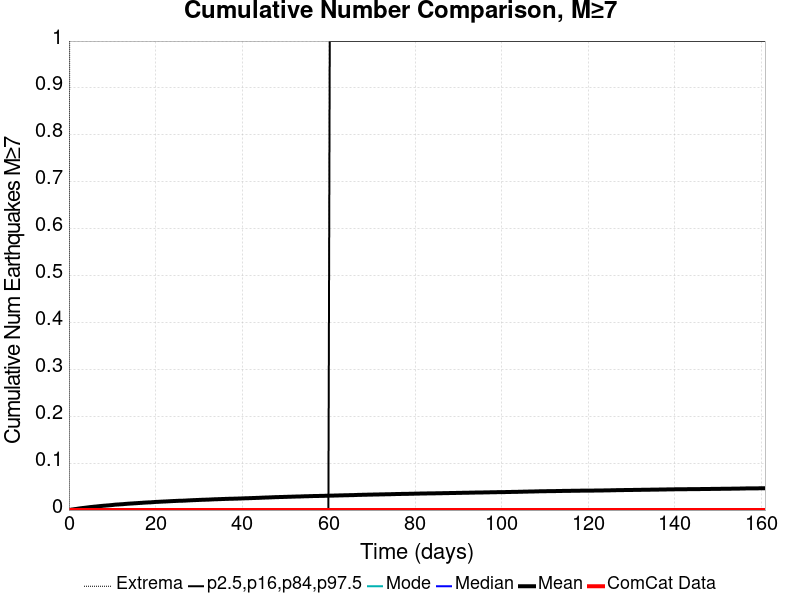 Cumulative Number Comparison, M≥7
Cumulative Num Earthquakes M≥7
1
0.9
0.8
0.7
0.6
0.5
0.4
0.3
0.2
0.1
0
0 20 40 60 80 100 120 140 160
Time (days)
Extrema p2.5,p16,p84,p97.5 Mode Median Mean ComCat Data